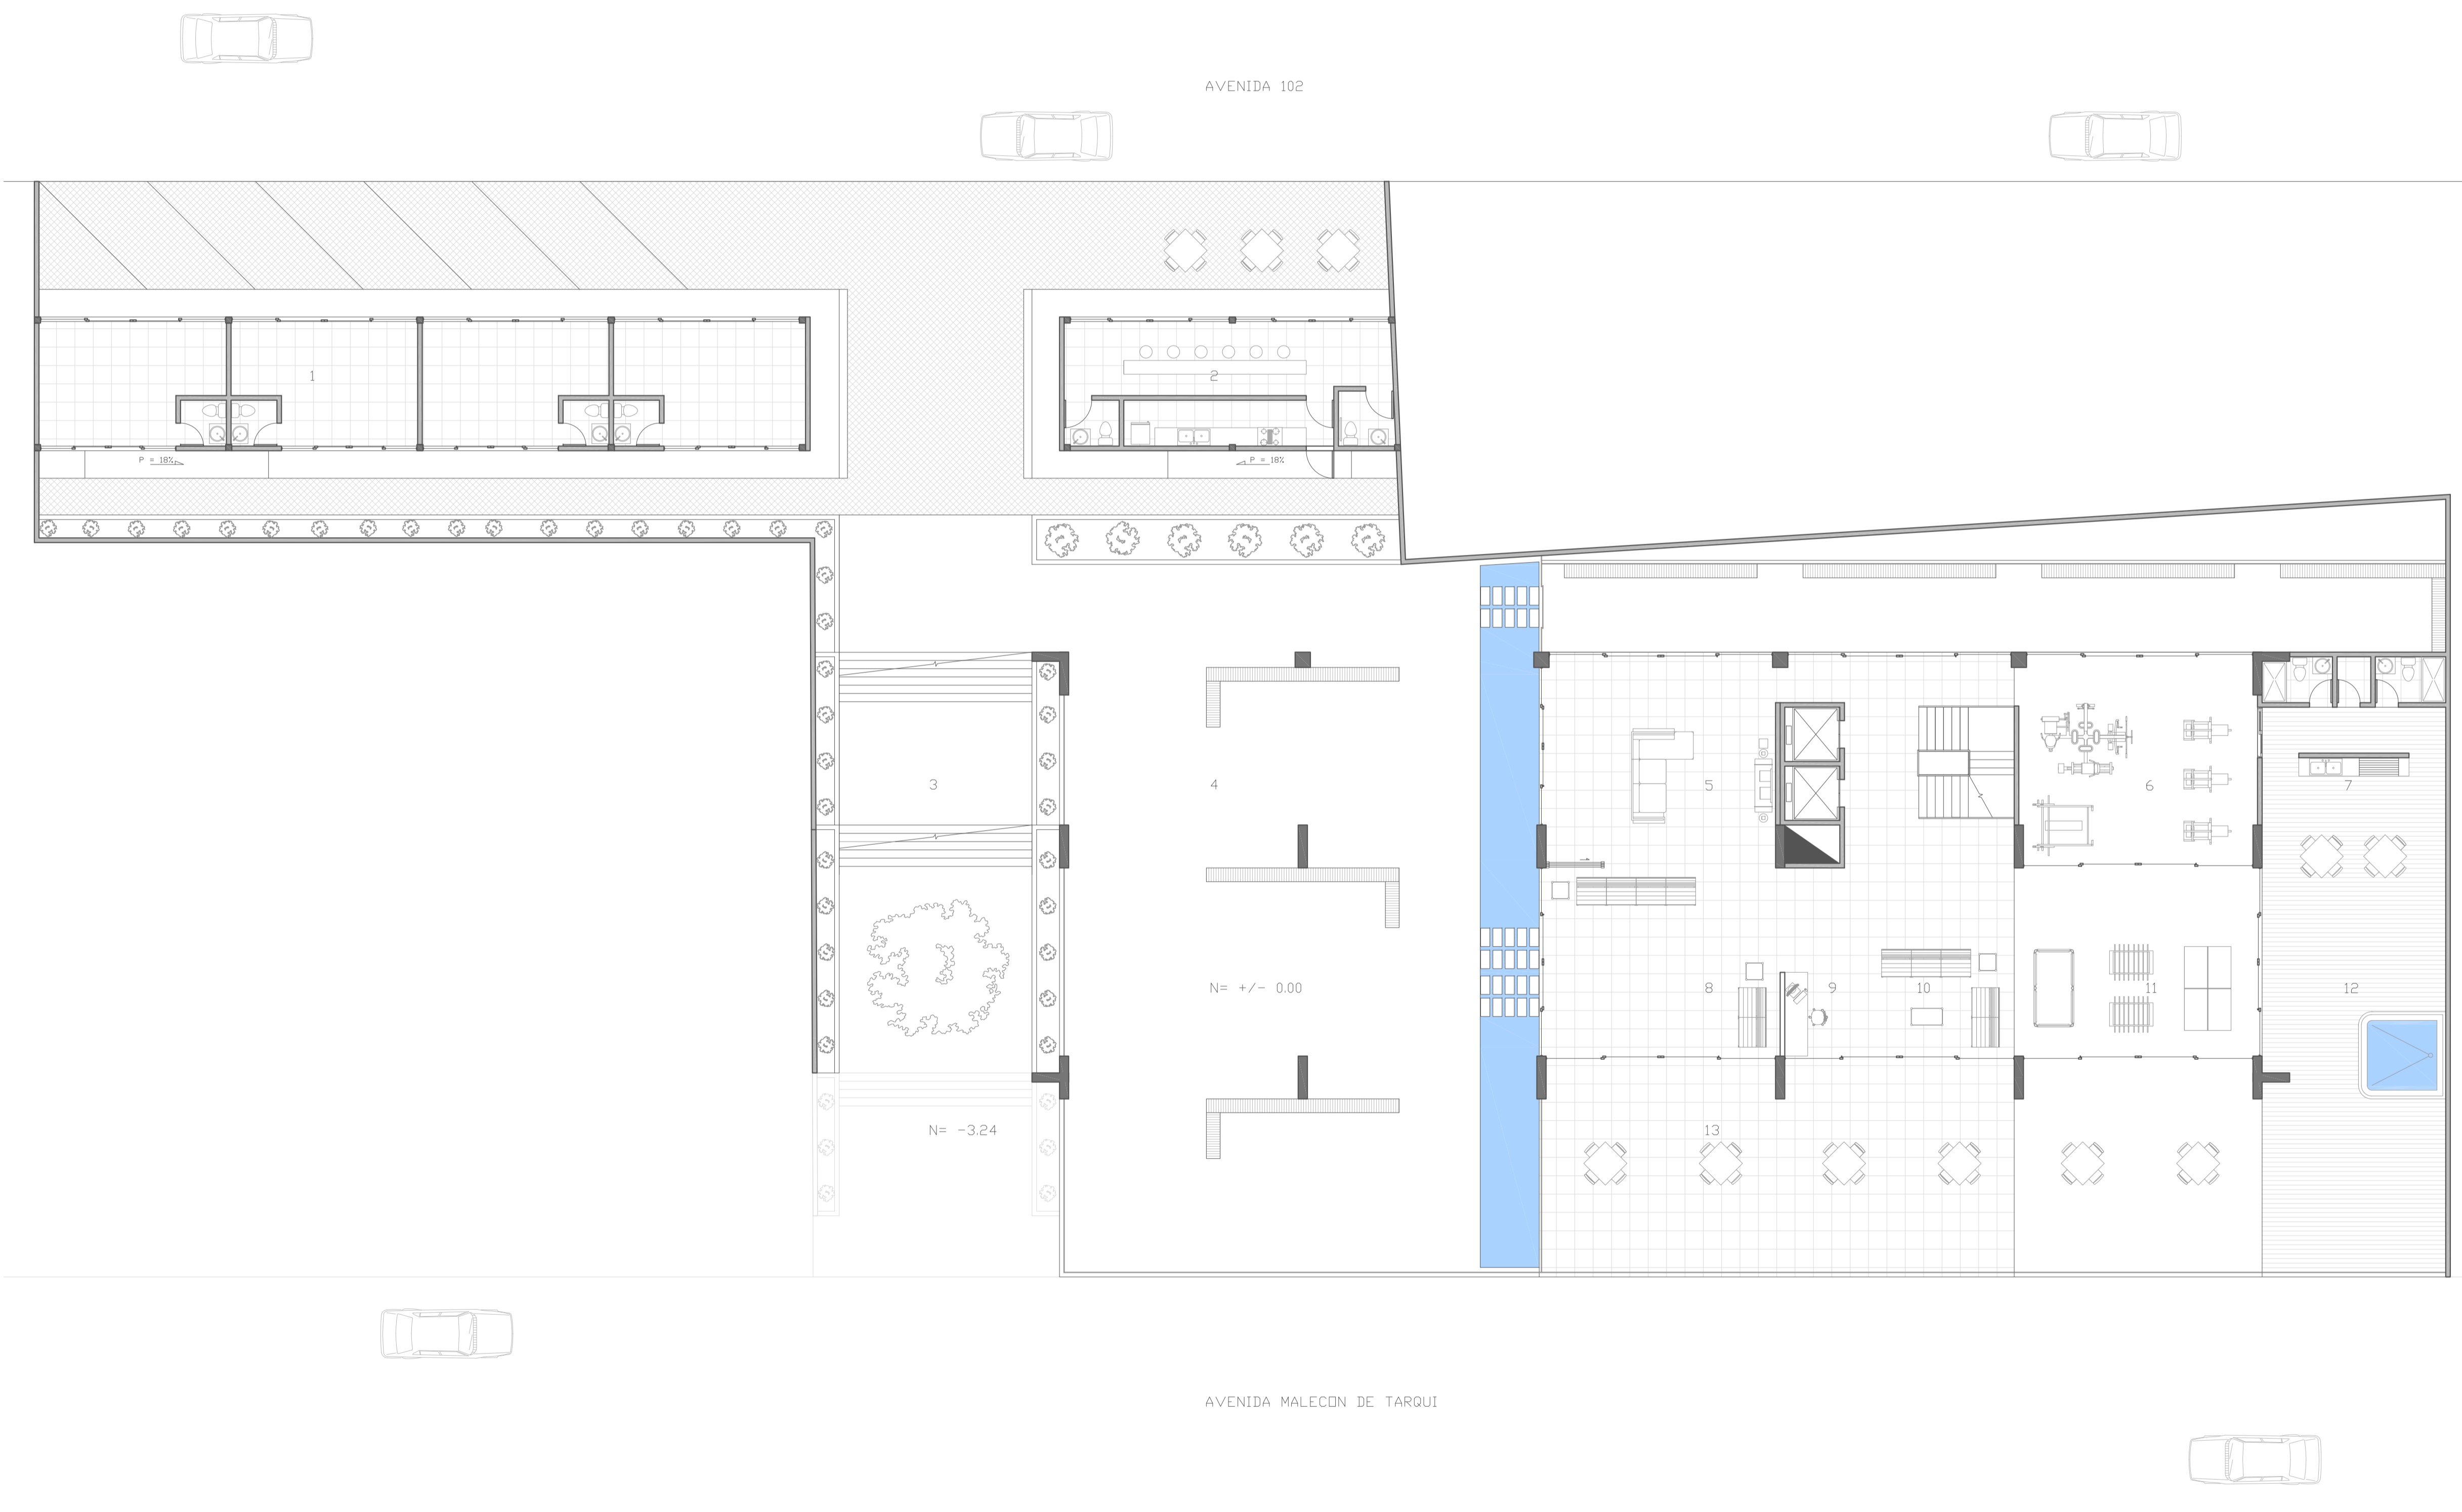 AVENIDA 102
1
2
P = 18%
P = 18%
3
4
5
6
7
N= +/- 0.00
8
9
10
11
12
N= -3.24
13
AVENIDA MALEC□N DE TARQUI